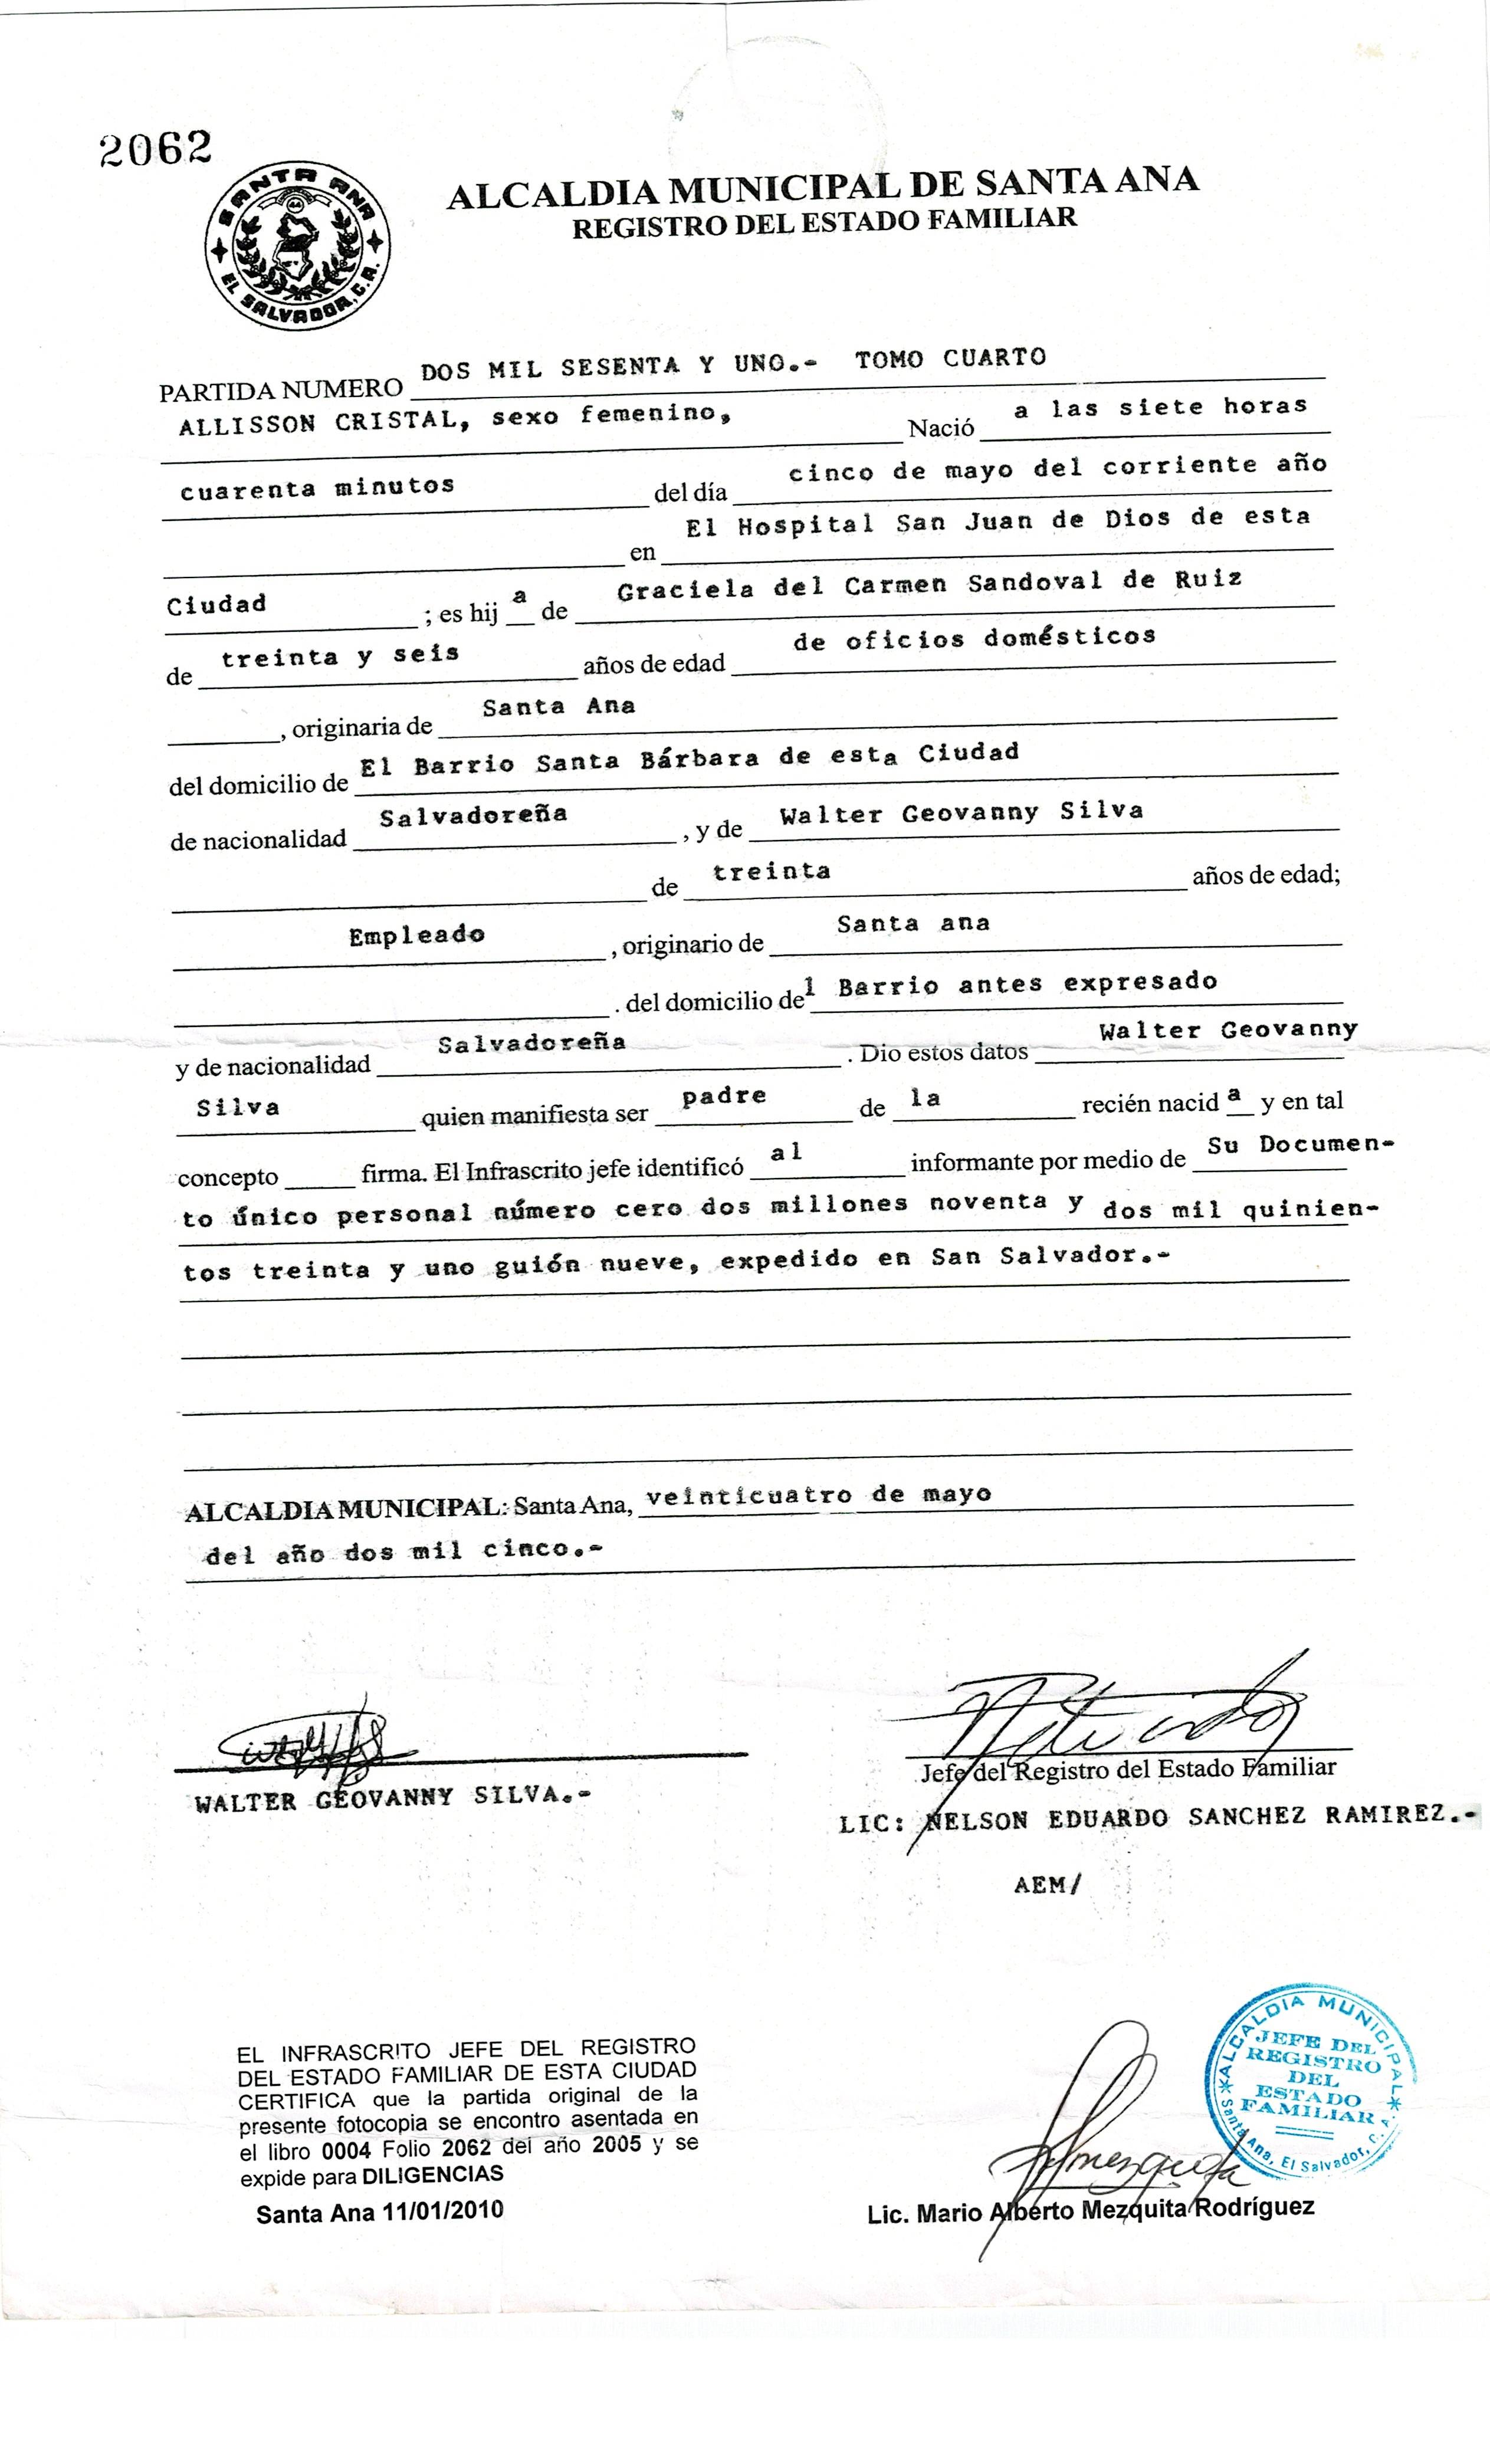 2062
SANTA ANA
EL SALVADOR, C.A.
ALCALDIA MUNICIPAL DE SANTA ANA
REGISTRO DEL ESTADO FAMILIAR
PARTIDA NUMERO DOS MIL SESENTA Y UNO.- TOMO CUARTO
ALLISSON CRISTAL, sexo femenino, Nació a las siete horas
cuarenta minutos del día cinco de mayo del corriente año
en El Hospital San Juan de Dios de esta
Ciudad ; es hij a de Graciela del Carmen Sandoval de Ruiz
de treinta y seis años de edad de oficios domésticos
, originaria de Santa Ana
del domicilio de El Barrio Santa Bárbara de esta Ciudad
de nacionalidad Salvadoreña , y de Walter Geovanny Silva
de treinta años de edad;
Empleado , originario de Santa ana
. del domicilio del Barrio antes expresado
y de nacionalidad Salvadoreña . Dio estos datos Walter Geovanny
Silva quien manifiesta ser padre de la recién nacid a y en tal
concepto firma. El Infrascrito jefe identificó al informante por medio de Su Documen-
to único personal número cero dos millones noventa y dos mil quinien-
tos treinta y uno guión nueve, expedido en San Salvador.-
ALCALDIA MUNICIPAL: Santa Ana, veinticuatro de mayo
del año dos mil cinco.-
Jefe del Registro del Estado Familiar
WALTER GEOVANNY SILVA.-
LIC: NELSON EDUARDO SANCHEZ RAMIREZ.-
AEM/
EL INFRASCRITO JEFE DEL REGISTRO
DEL ESTADO FAMILIAR DE ESTA CIUDAD
CERTIFICA que la partida original de la
presente fotocopia se encontro asentada en
el libro 0004 Folio 2062 del año 2005 y se
expide para DILIGENCIAS
Santa Ana 11/01/2010
ALCALDIA MUNICIPAL
JEFE DEL
REGISTRO
DEL
ESTADO
FAMILIAR
Santa Ana, El Salvador, C. A.
Lic. Mario Alberto Mezquita Rodríguez